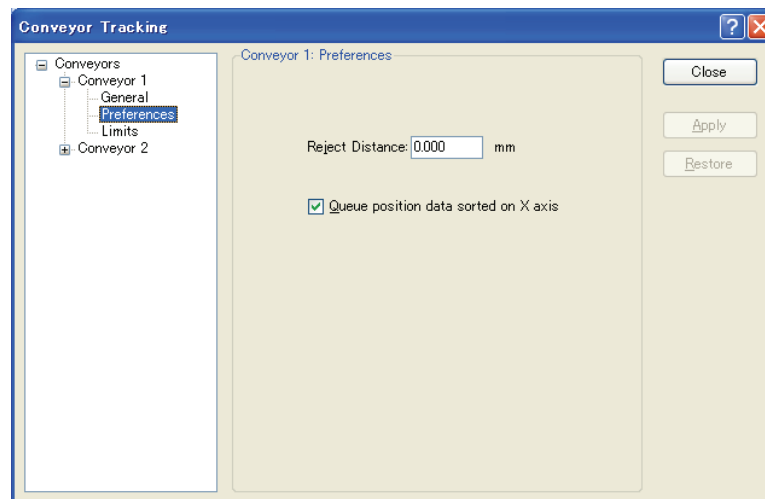 Conveyor Tracking
Conveyors
Conveyor 1
General
Preferences
Limits
Conveyor 2
Conveyor 1: Preferences
Reject Distance: 0.000 mm
Queue position data sorted on X axis
Close
Apply
Restore